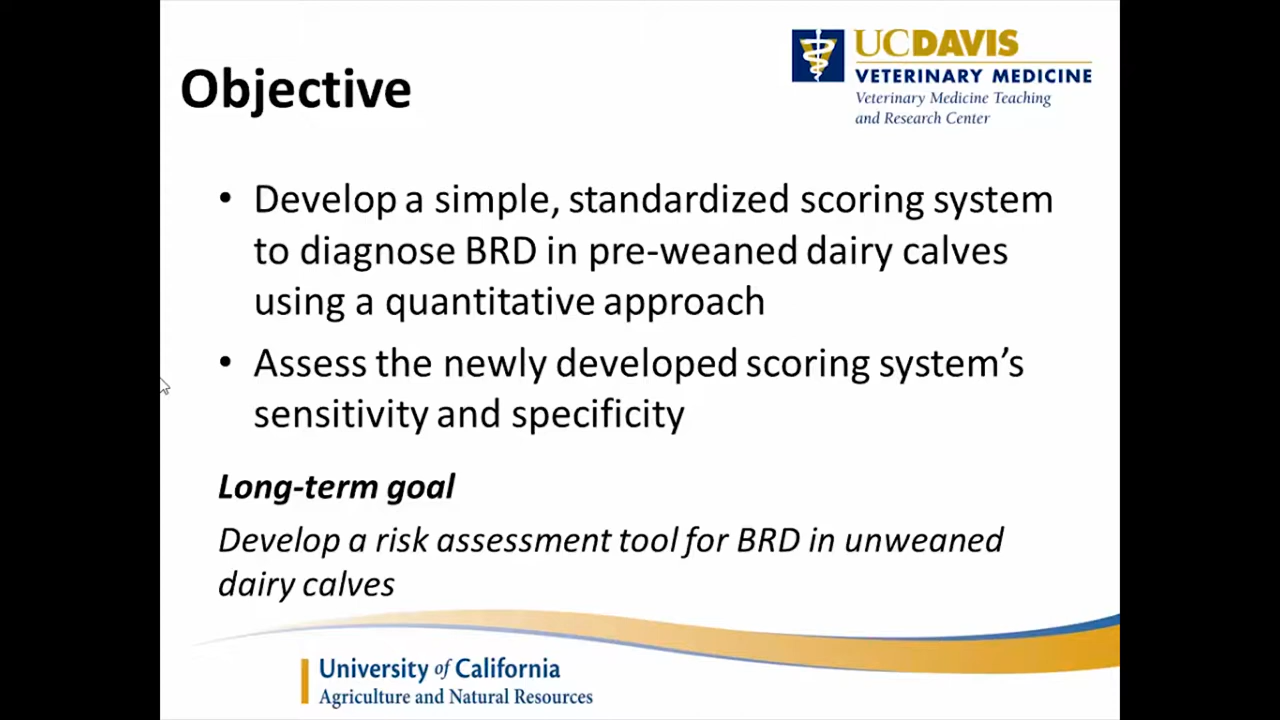 Objective
UCDAVIS
VETERINARY MEDICINE
Veterinary Medicine Teaching
and Research Center
• Develop a simple, standardized scoring system
to diagnose BRD in pre-weaned dairy calves
using a quantitative approach
• Assess the newly developed scoring system’s
sensitivity and specificity
Long-term goal
Develop a risk assessment tool for BRD in unweaned
dairy calves
University of California
Agriculture and Natural Resources